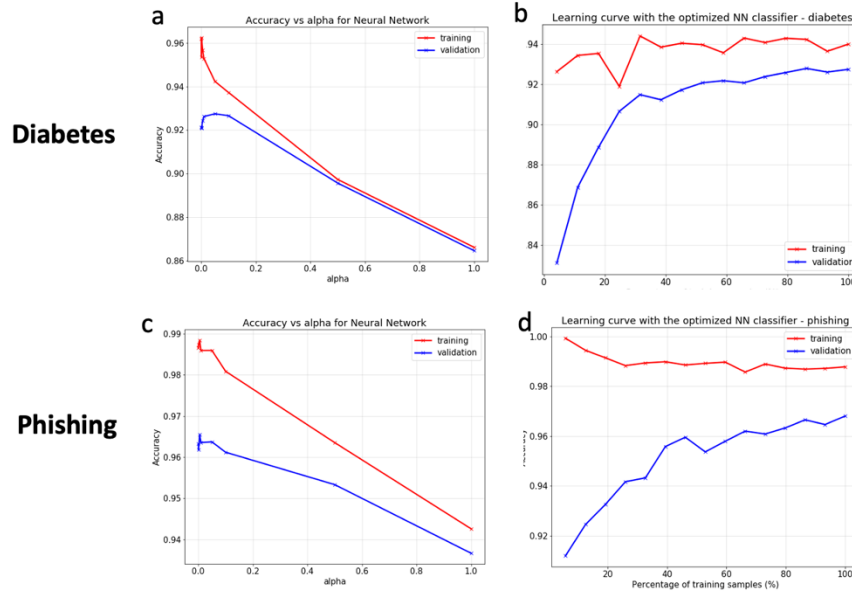 a
Accuracy vs alpha for Neural Network
training
validation
0.96
0.94
0.92
0.90
0.88
0.86
Accuracy
0.0
0.2
0.4
0.6
0.8
1.0
alpha
b
Learning curve with the optimized NN classifier - diabetes
94
92
90
88
86
84
training
validation
0
20
40
60
80
100
Diabetes
c
Accuracy vs alpha for Neural Network
training
validation
0.99
0.98
0.97
0.96
0.95
0.94
Accuracy
0.0
0.2
0.4
0.6
0.8
1.0
alpha
d
Learning curve with the optimized NN classifier - phishing
training
validation
1.00
0.98
0.96
0.94
0.92
0
20
40
60
80
100
Percentage of training samples (%)
Phishing